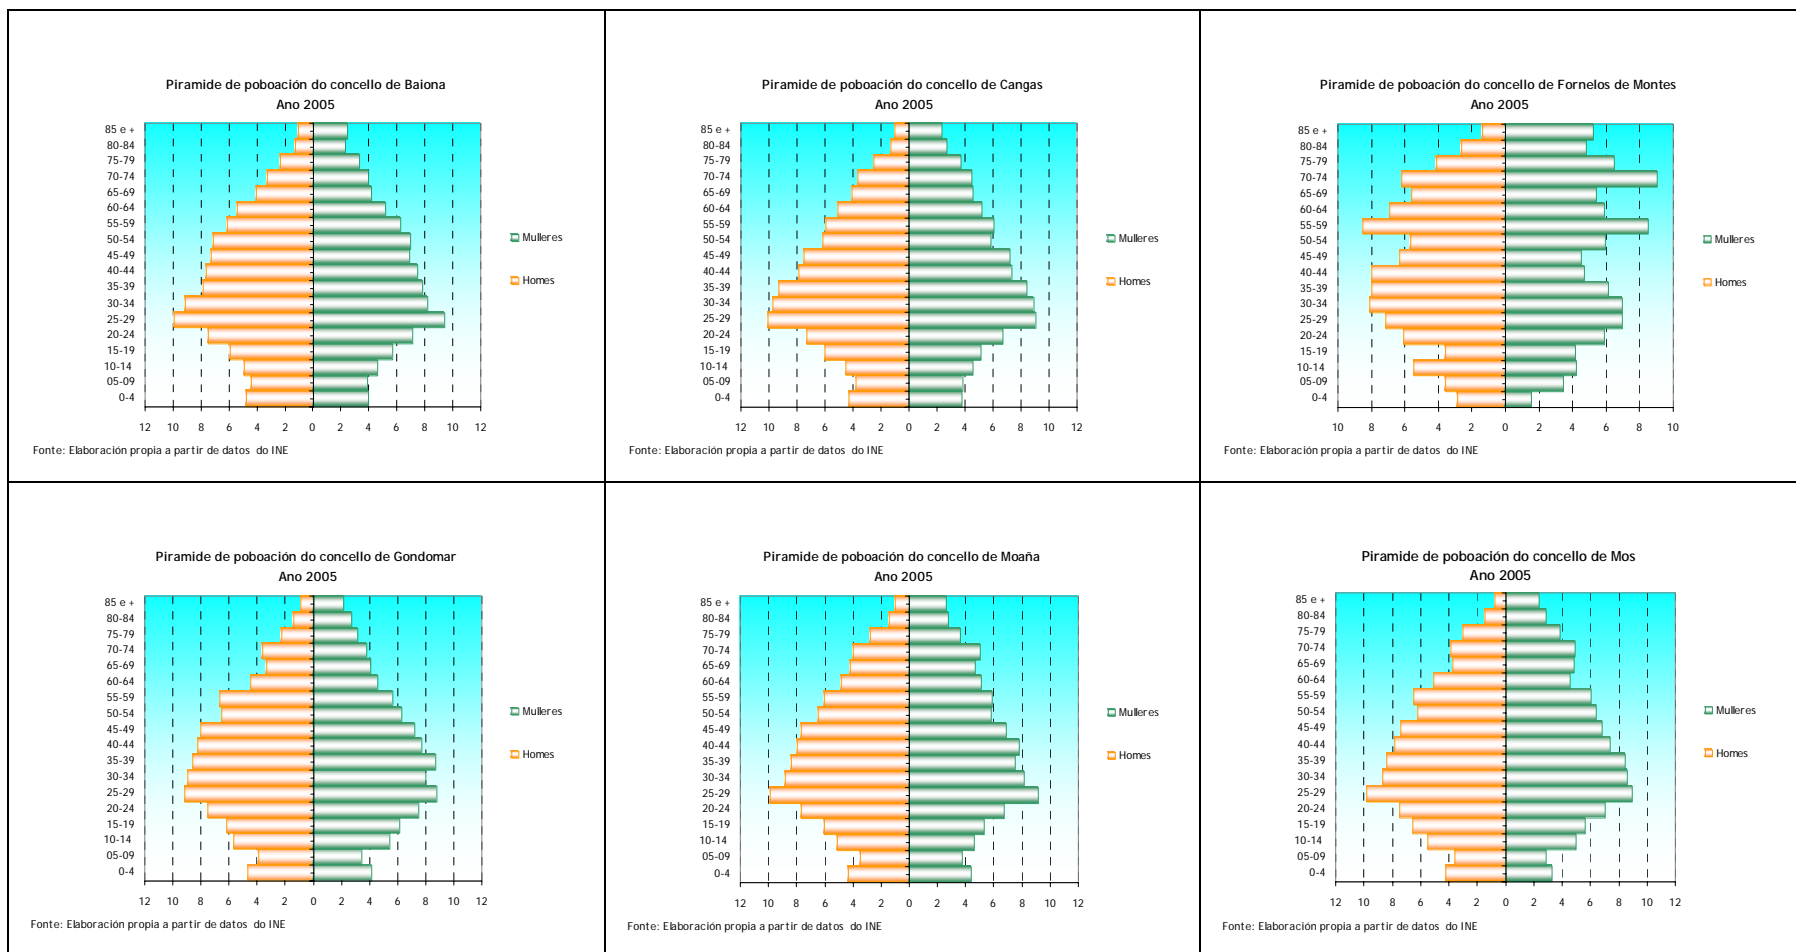 Piramide de poboación do concello de Baiona
Ano 2005
85 e +
80-84
75-79
70-74
65-69
60-64
55-59
50-54
45-49
40-44
35-39
30-34
25-29
20-24
15-19
10-14
05-09
0-4
12 10 8 6 4 2 0 2 4 6 8 10 12
Mulleres
Homes
Fonte: Elaboración propia a partir de datos do INE
Piramide de poboación do concello de Cangas
Ano 2005
85 e +
80-84
75-79
70-74
65-69
60-64
55-59
50-54
45-49
40-44
35-39
30-34
25-29
20-24
15-19
10-14
05-09
0-4
12 10 8 6 4 2 0 2 4 6 8 10 12
Mulleres
Homes
Fonte: Elaboración propia a partir de datos do INE
Piramide de poboación do concello de Fornelos de Montes
Ano 2005
85 e +
80-84
75-79
70-74
65-69
60-64
55-59
50-54
45-49
40-44
35-39
30-34
25-29
20-24
15-19
10-14
05-09
0-4
10 8 6 4 2 0 2 4 6 8 10
Mulleres
Homes
Fonte: Elaboración propia a partir de datos do INE
Piramide de poboación do concello de Gondomar
Ano 2005
85 e +
80-84
75-79
70-74
65-69
60-64
55-59
50-54
45-49
40-44
35-39
30-34
25-29
20-24
15-19
10-14
05-09
0-4
12 10 8 6 4 2 0 2 4 6 8 10 12
Mulleres
Homes
Fonte: Elaboración propia a partir de datos do INE
Piramide de poboación do concello de Moaña
Ano 2005
85 e +
80-84
75-79
70-74
65-69
60-64
55-59
50-54
45-49
40-44
35-39
30-34
25-29
20-24
15-19
10-14
05-09
0-4
12 10 8 6 4 2 0 2 4 6 8 10 12
Mulleres
Homes
Fonte: Elaboración propia a partir de datos do INE
Piramide de poboación do concello de Mos
Ano 2005
85 e +
80-84
75-79
70-74
65-69
60-64
55-59
50-54
45-49
40-44
35-39
30-34
25-29
20-24
15-19
10-14
05-09
0-4
12 10 8 6 4 2 0 2 4 6 8 10 12
Mulleres
Homes
Fonte: Elaboración propia a partir de datos do INE